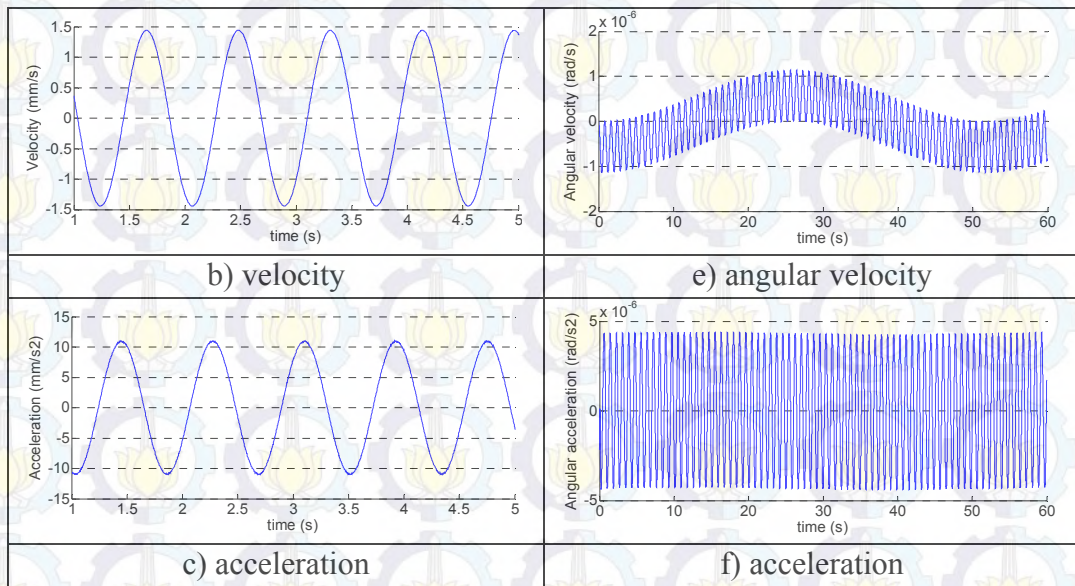 1.5
1
0.5
0
-0.5
-1
-1.5
Velocity (mm/s)
1 1.5 2 2.5 3 3.5 4 4.5 5
time (s)
b) velocity
x 10-6
2
1
0
-1
-2
Angular velocity (rad/s)
0 10 20 30 40 50 60
time (s)
e) angular velocity
15
10
5
0
-5
-10
-15
Acceleration (mm/s2)
1 1.5 2 2.5 3 3.5 4 4.5 5
time (s)
c) acceleration
x 10-6
5
0
-5
Angular acceleration (rad/s2)
0 10 20 30 40 50 60
time (s)
f) acceleration